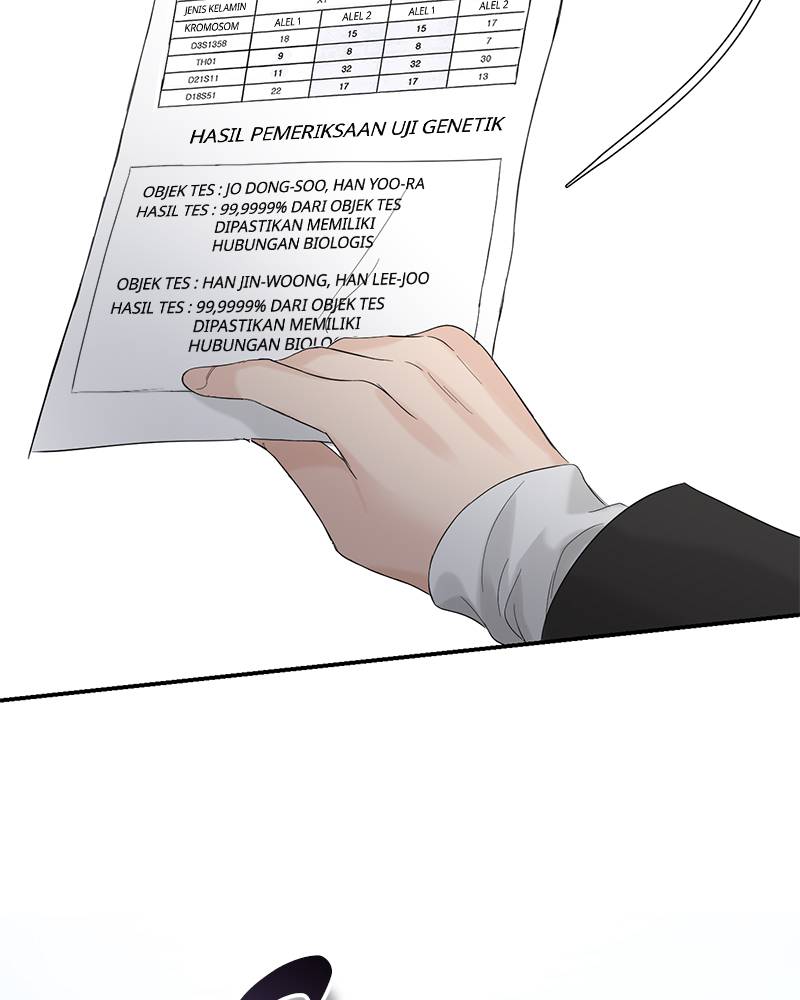 JENIS KELAMIN
KROMOSOM ALEL 1 ALEL 2 ALEL 1 ALEL 2
D3S1358 18 15 15 17
TH01 9 8 8 7
D21S11 11 32 32 30
D18S51 22 17 17 13
HASIL PEMERIKSAAN UJI GENETIK
OBJEK TES : JO DONG-SOO, HAN YOO-RA
HASIL TES : 99,9999% DARI OBJEK TES
DIPASTIKAN MEMILIKI
HUBUNGAN BIOLOGIS
OBJEK TES : HAN JIN-WOONG, HAN LEE-JOO
HASIL TES : 99,9999% DARI OBJEK TES
DIPASTIKAN MEMILIKI
HUBUNGAN BIOLOG